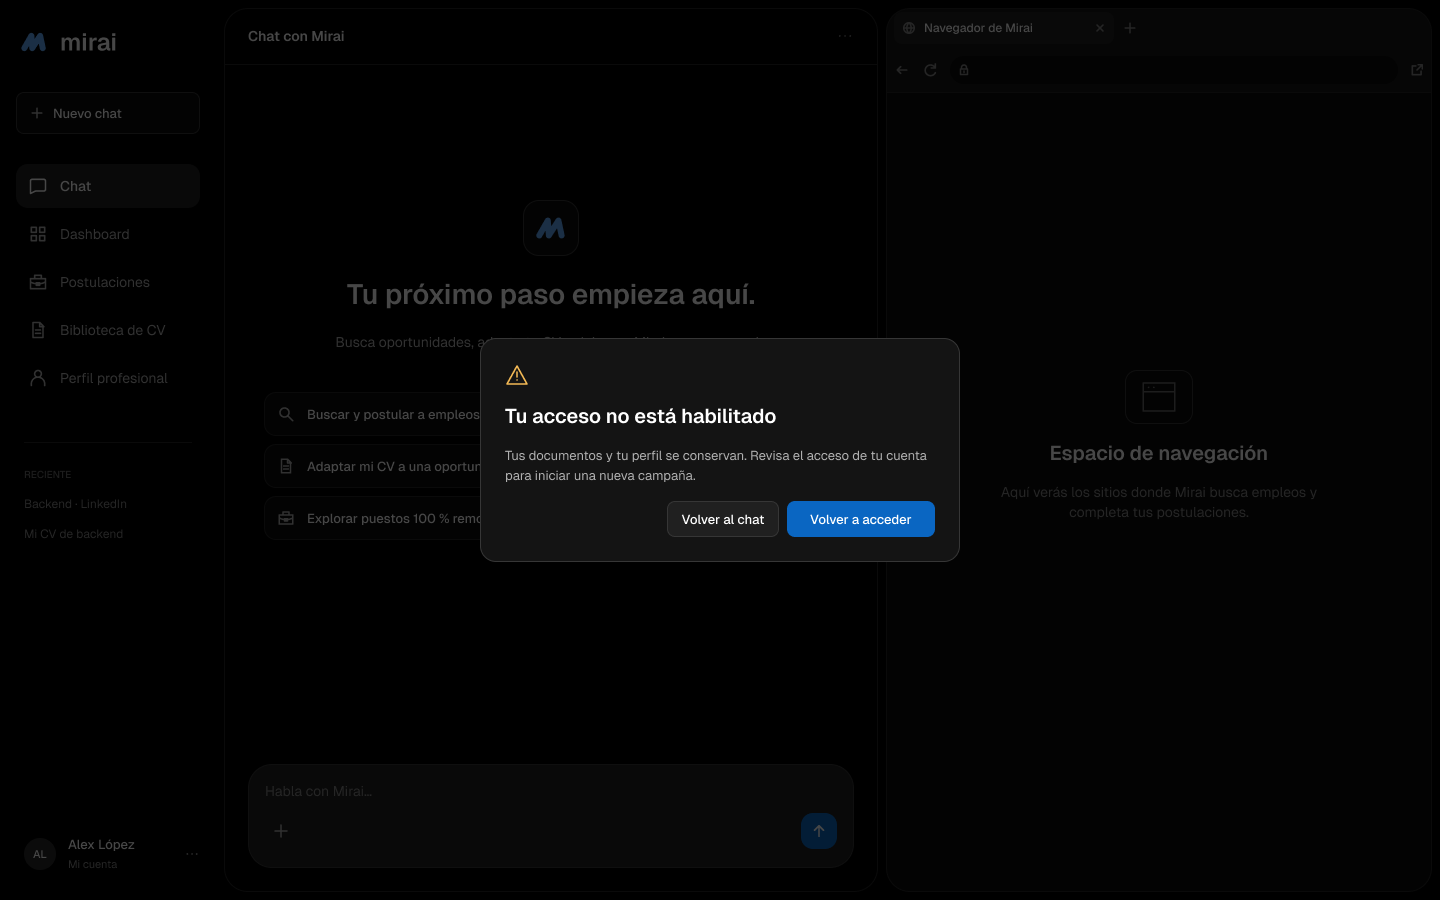 mirai
Nuevo chat
Chat
Dashboard
Postulaciones
Biblioteca de CV
Perfil profesional
RECIENTE
Backend · LinkedIn
Mi CV de backend
AL
Alex López
Mi cuenta
Chat con Mirai
Tu próximo paso empieza aquí.
Busca oportunidades,
Buscar y postular a empleos
Adaptar mi CV a una
Explorar puestos 100 %
Habla con Mirai...
Navegador de Mirai
Espacio de navegación
Aquí verás los sitios donde Mirai busca empleos y
completa tus postulaciones.
Tu acceso no está habilitado
Tus documentos y tu perfil se conservan. Revisa el acceso de tu cuenta
para iniciar una nueva campaña.
Volver al chat
Volver a acceder